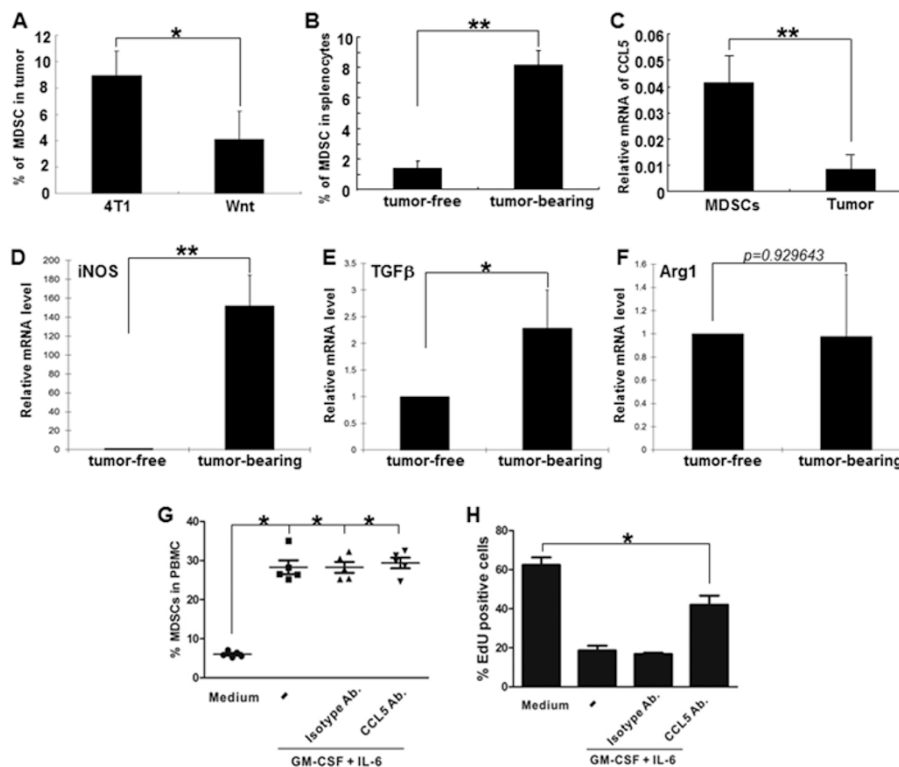 A
% of MDSC in tumor
12
10
8
6
4
2
0
*
4T1 Wnt
B
% of MDSC in splenocytes
10
8
6
4
2
0
**
tumor-free tumor-bearing
C
Relative mRNA of CCL5
0.06
0.05
0.04
0.03
0.02
0.01
**
MDSCs Tumor
D
iNOS
Relative mRNA level
200
180
160
140
120
100
80
60
40
20
0
**
tumor-free tumor-bearing
E
TGFβ
Relative mRNA level
3.5
3
2.5
2
1.5
1
0.5
0
*
tumor-free tumor-bearing
F
Arg1
Relative mRNA level
1.6
1.4
1.2
1
0.8
0.6
0.4
0.2
0
p=0.929643
tumor-free tumor-bearing
G
% MDSCs in PBMC
40
30
20
10
0
* * *
Medium - Isotype Ab. CCL5 Ab.
GM-CSF + IL-6
H
% EdU positive cells
80
60
40
20
0
*
Medium - Isotype Ab. CCL5 Ab.
GM-CSF + IL-6